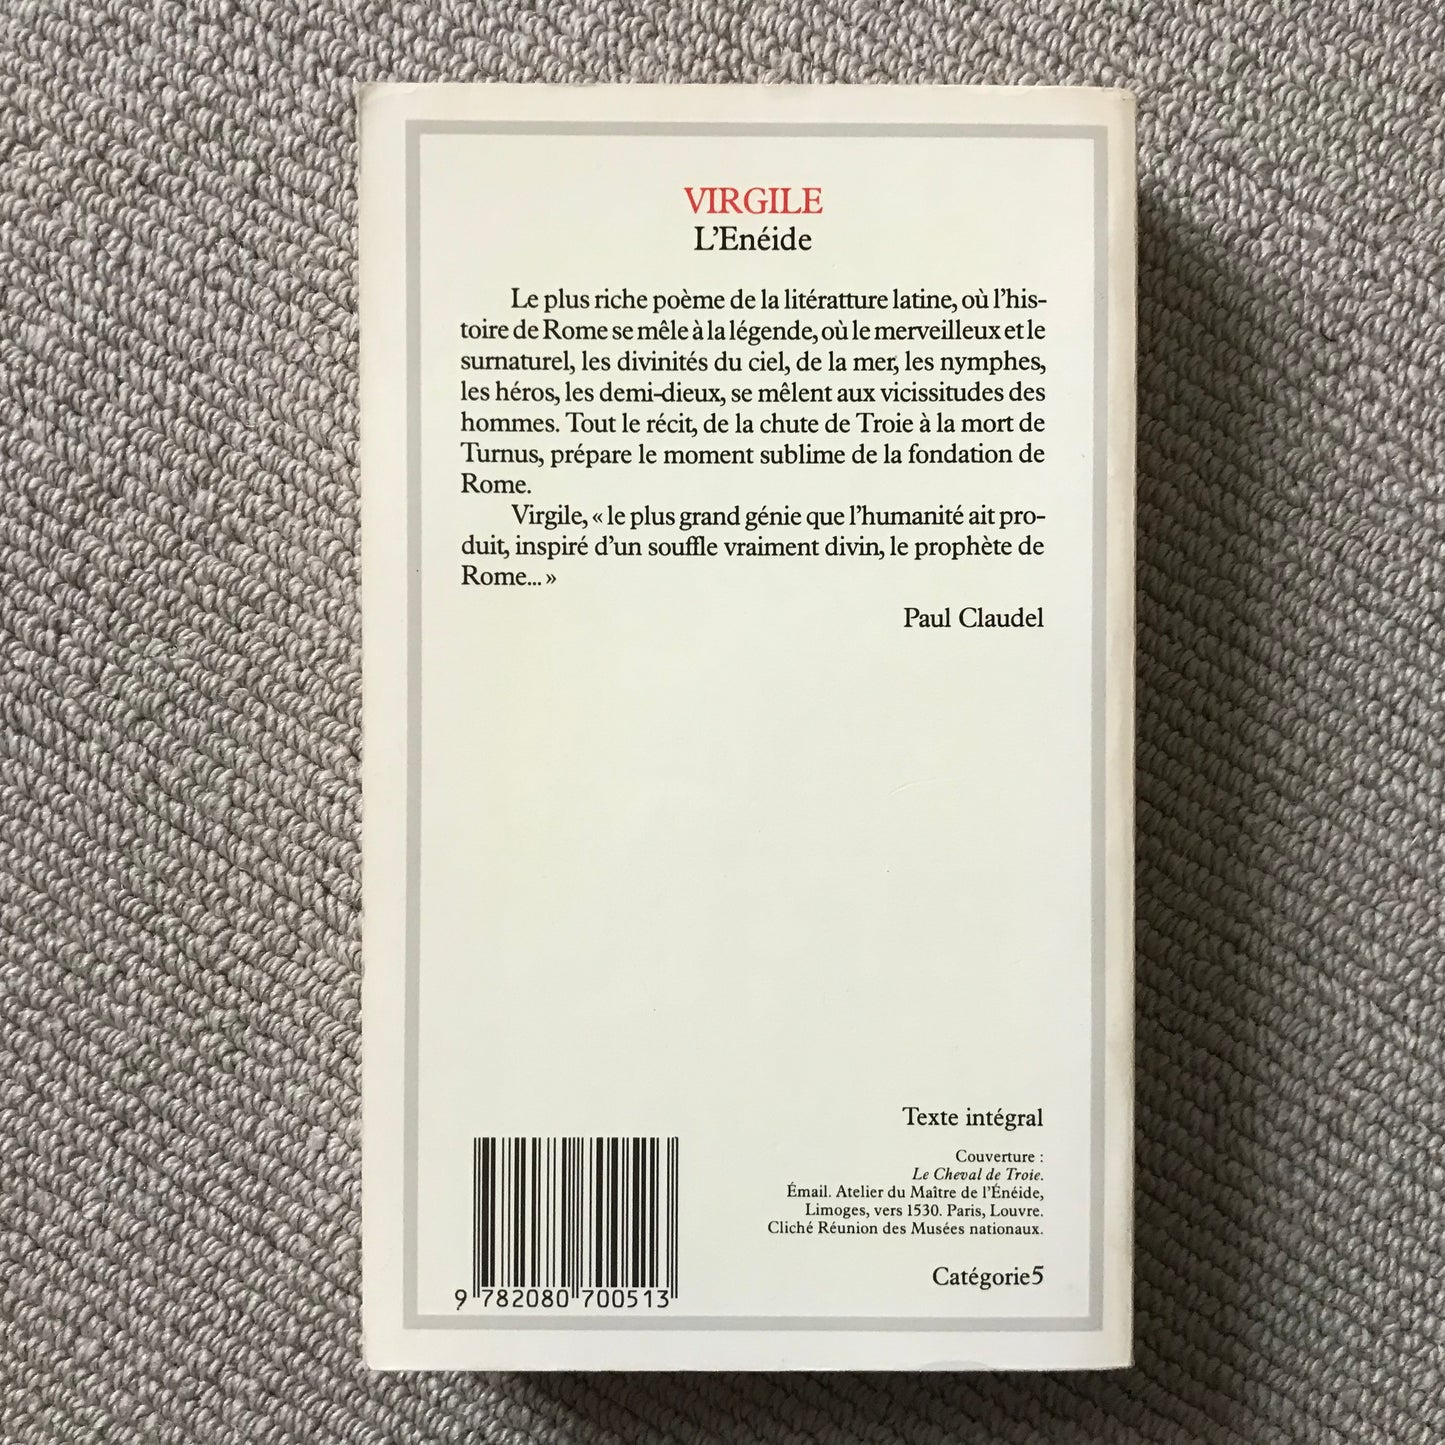 VIRGILE
L'Enéide
Le plus riche poème de la litératture latine, où l'his-
toire de Rome se mêle à la légende, où le merveilleux et le
surnaturel, les divinités du ciel, de la mer, les nymphes,
les héros, les demi-dieux, se mêlent aux vicissitudes des
hommes. Tout le récit, de la chute de Troie à la mort de
Turnus, prépare le moment sublime de la fondation de
Rome.
Virgile, « le plus grand génie que l'humanité ait pro-
duit, inspiré d'un souffle vraiment divin, le prophète de
Rome... »
Paul Claudel
Texte intégral
Couverture :
Le Cheval de Troie.
Émail. Atelier du Maître de l'Énéide,
Limoges, vers 1530. Paris, Louvre.
Cliché Réunion des Musées nationaux.
Catégorie 5
9 782080 700513